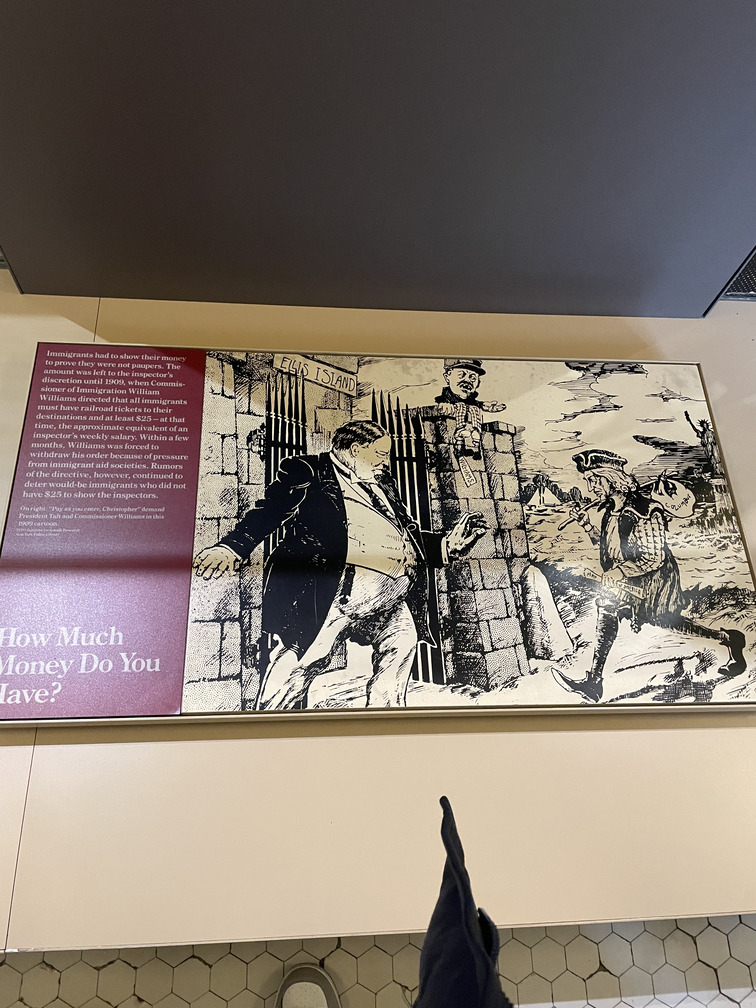 Immigrants had to show their money
to prove they were not paupers. The
amount was left to the inspector's
discretion until 1909, when Commis-
sioner of Immigration William
Williams directed that all immigrants
must have railroad tickets to their
destinations and at least $25 – at that
time, the approximate equivalent of an
inspector's weekly salary. Within a few
months, Williams was forced to
withdraw his order because of pressure
from immigrant aid societies. Rumors
of the directive, however, continued to
deter would-be immigrants who did not
have $25 to show the inspectors.
On right: "Pay as you enter, Christopher" demand
President Taft and Commissioner Williams in this
1909 cartoon.
How Much
Money Do You
Have?
ELLIS ISLAND